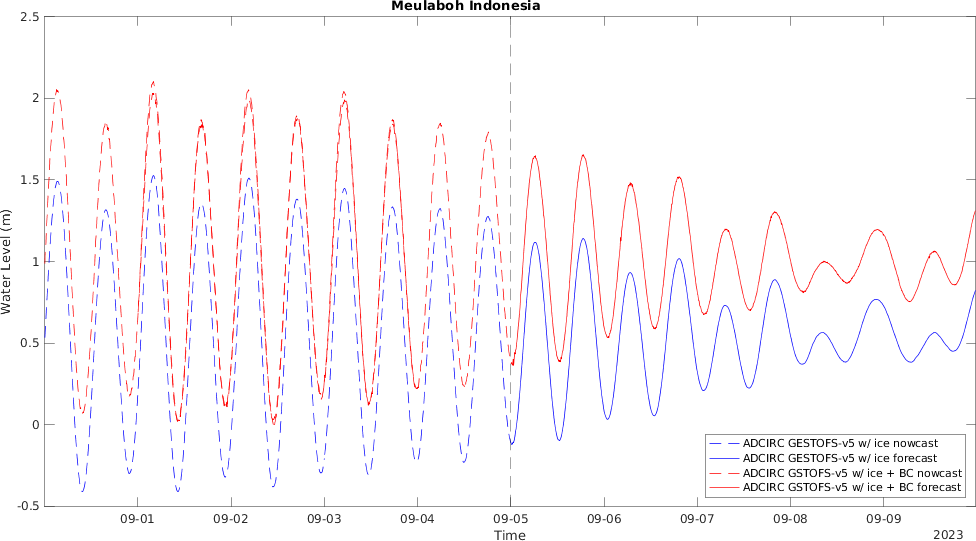 Meulaboh Indonesia
2.5
2
1.5
1
0.5
0
-0.5
Water Level (m)
09-01 09-02 09-03 09-04 09-05 09-06 09-07 09-08 09-09
Time
2023
ADCIRC GESTOFS-v5 w/ ice nowcast
ADCIRC GESTOFS-v5 w/ ice forecast
ADCIRC GSTOFS-v5 w/ ice + BC nowcast
ADCIRC GSTOFS-v5 w/ ice + BC forecast